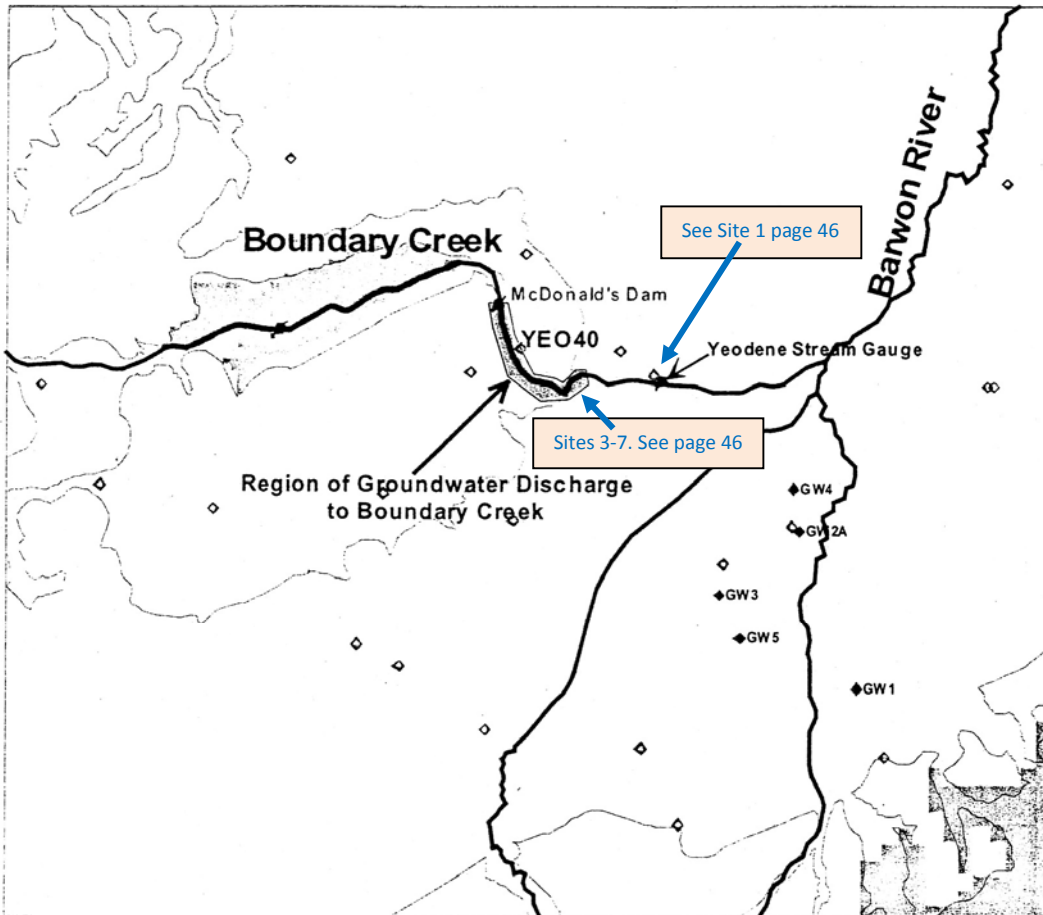 Barwon River
See Site 1 page 46
Boundary Creek
McDonald's Dam
YEO40
Yeodene Stream Gauge
Sites 3-7. See page 46
Region of Groundwater Discharge
to Boundary Creek
GW4
GW2A
GW3
GW5
GW1